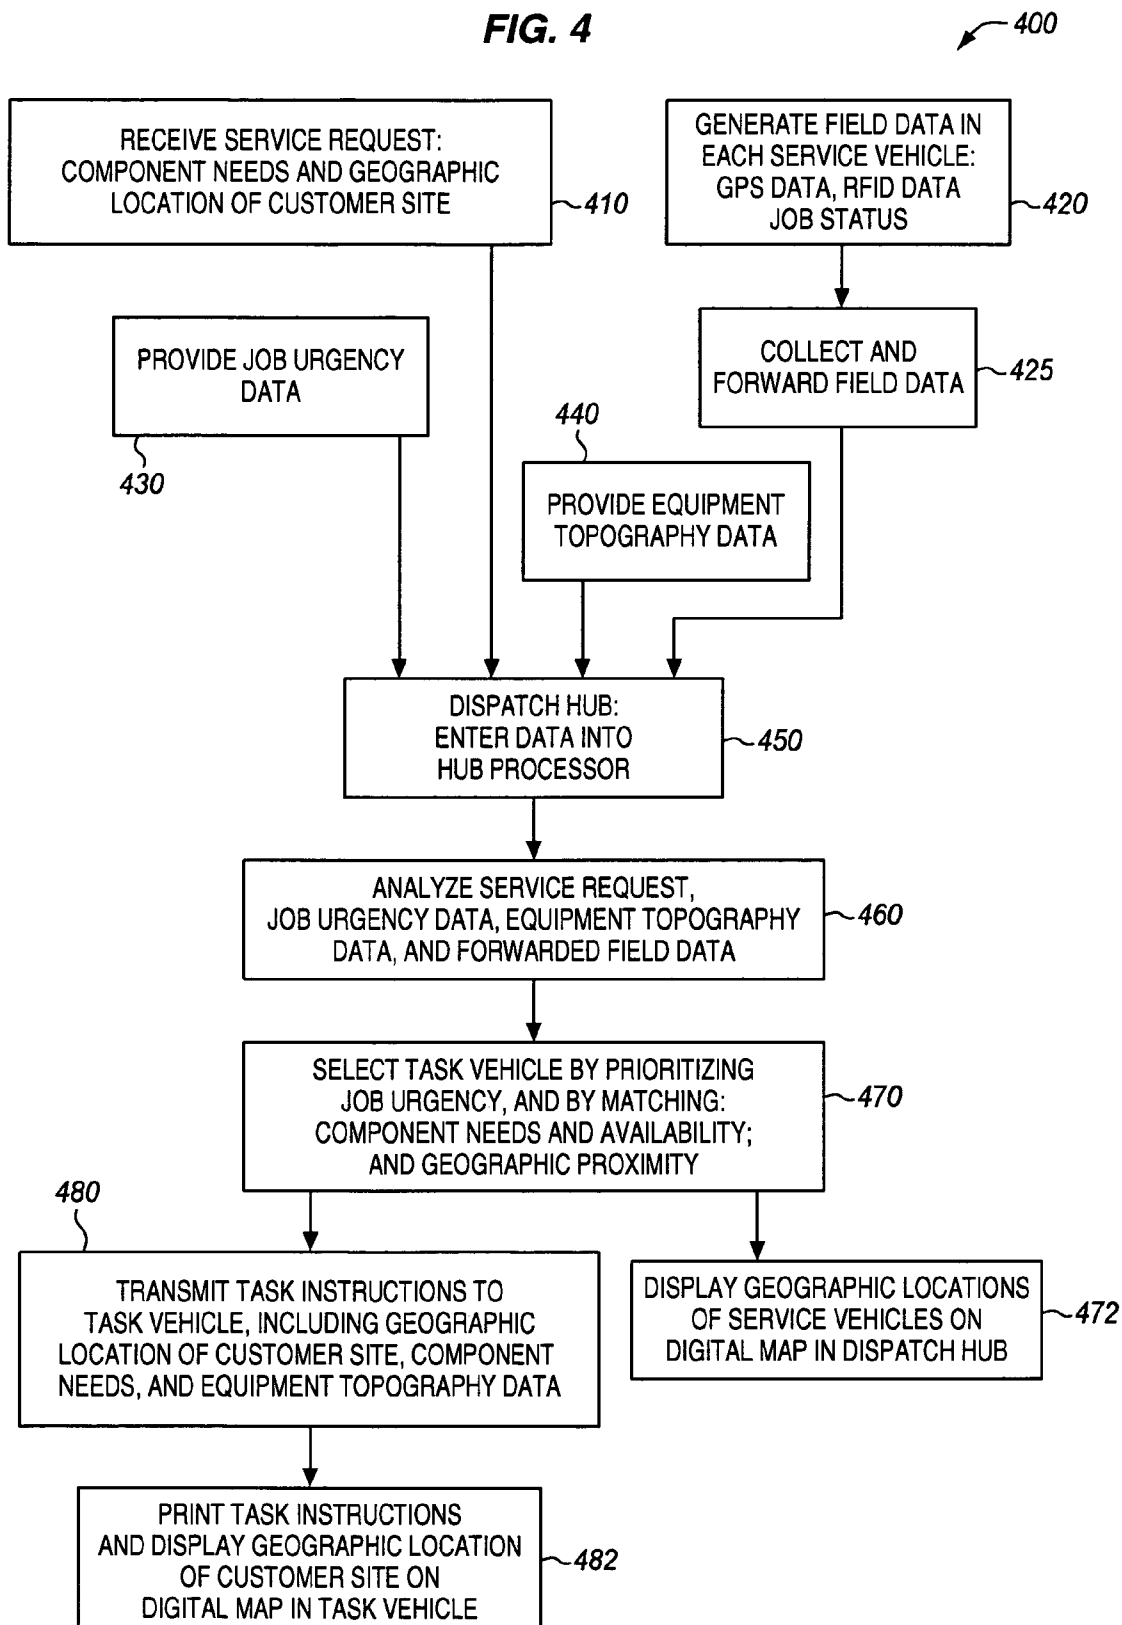 FIG. 4
400
RECEIVE SERVICE REQUEST:
COMPONENT NEEDS AND GEOGRAPHIC
LOCATION OF CUSTOMER SITE
410
GENERATE FIELD DATA IN
EACH SERVICE VEHICLE:
GPS DATA, RFID DATA
JOB STATUS
420
PROVIDE JOB URGENCY
DATA
430
COLLECT AND
FORWARD FIELD DATA
425
440
PROVIDE EQUIPMENT
TOPOGRAPHY DATA
DISPATCH HUB:
ENTER DATA INTO
HUB PROCESSOR
450
ANALYZE SERVICE REQUEST,
JOB URGENCY DATA, EQUIPMENT TOPOGRAPHY
DATA, AND FORWARDED FIELD DATA
460
SELECT TASK VEHICLE BY PRIORITIZING
JOB URGENCY, AND BY MATCHING:
COMPONENT NEEDS AND AVAILABILITY;
AND GEOGRAPHIC PROXIMITY
470
480
TRANSMIT TASK INSTRUCTIONS TO
TASK VEHICLE, INCLUDING GEOGRAPHIC
LOCATION OF CUSTOMER SITE, COMPONENT
NEEDS, AND EQUIPMENT TOPOGRAPHY DATA
DISPLAY GEOGRAPHIC LOCATIONS
OF SERVICE VEHICLES ON
DIGITAL MAP IN DISPATCH HUB
472
PRINT TASK INSTRUCTIONS
AND DISPLAY GEOGRAPHIC LOCATION
OF CUSTOMER SITE ON
DIGITAL MAP IN TASK VEHICLE
482